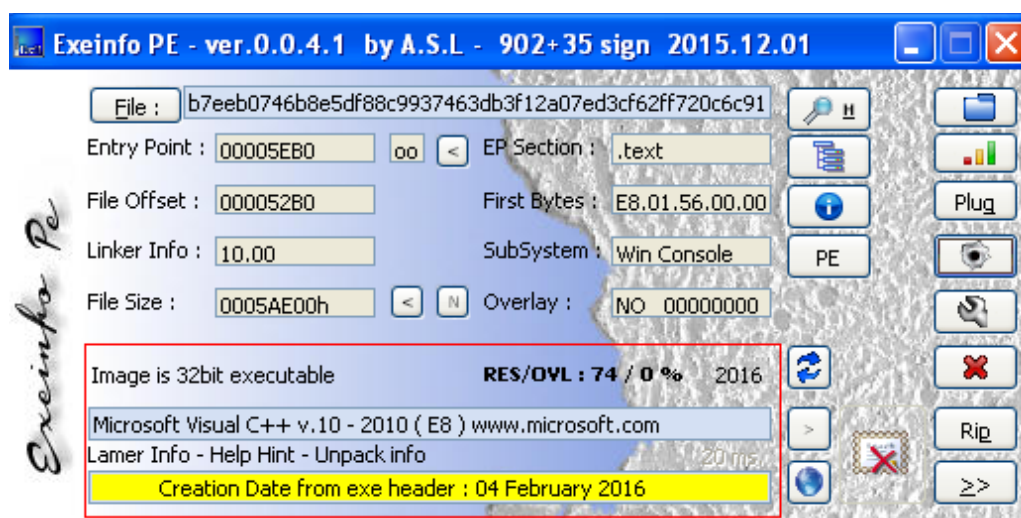 Exeinfo PE - ver.0.0.4.1 by A.S.L - 902+35 sign 2015.12.01
File : b7eeb0746b8e5df88c9937463db3f12a07ed3cf62ff720c6c91
H
Entry Point : 00005EB0 oo < EP Section : .text
File Offset : 000052B0 First Bytes : E8.01.56.00.00 Plug
Linker Info : 10.00 SubSystem : Win Console PE
File Size : 0005AE00h < N Overlay : NO 00000000
Image is 32bit executable RES/OVL : 74 / 0 % 2016
Microsoft Visual C++ v.10 - 2010 ( E8 ) www.microsoft.com > Rip
Lamer Info - Help Hint - Unpack info 20 ms.
Creation Date from exe header : 04 February 2016 >>
Exeinfo Pe